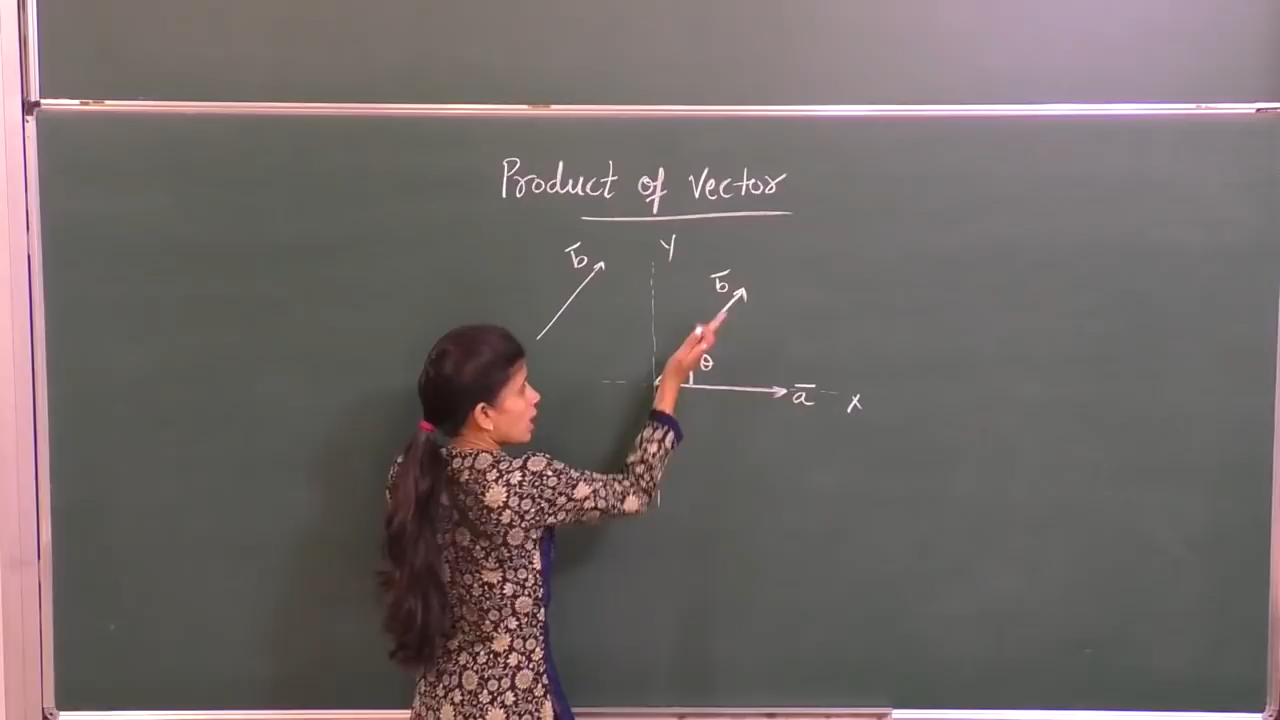 Product of Vector
b̅
y
b̅
θ
a̅
x